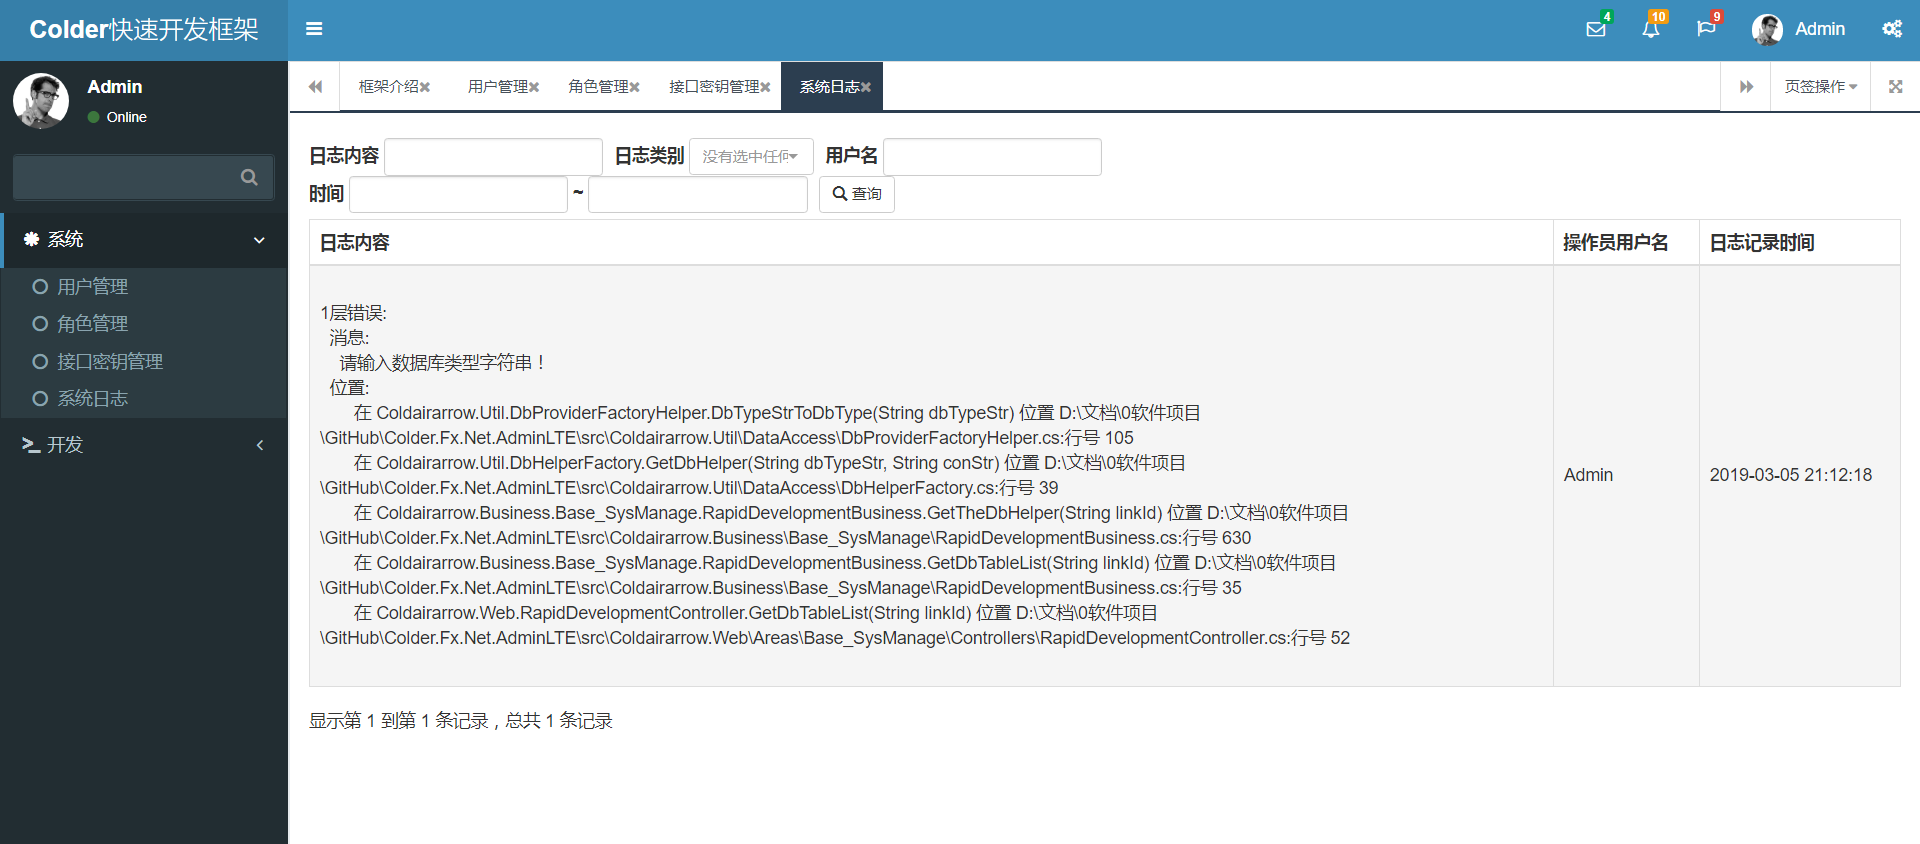 Colder快速开发框架
4
10
9
Admin
Admin
Online
框架介绍
用户管理
角色管理
接口密钥管理
系统日志
页签操作
日志内容
日志类别
没有选中任何
用户名
时间
~
查询
系统
用户管理
角色管理
接口密钥管理
系统日志
开发
日志内容 操作员用户名 日志记录时间
1层错误:
消息:
请输入数据库类型字符串！
位置:
在 Coldairarrow.Util.DbProviderFactoryHelper.DbTypeStrToDbType(String dbTypeStr) 位置 D:\文档\0软件项目
\GitHub\Colder.Fx.Net.AdminLTE\src\Coldairarrow.Util\DataAccess\DbProviderFactoryHelper.cs:行号 105
在 Coldairarrow.Util.DbHelperFactory.GetDbHelper(String dbTypeStr, String conStr) 位置 D:\文档\0软件项目
\GitHub\Colder.Fx.Net.AdminLTE\src\Coldairarrow.Util\DataAccess\DbHelperFactory.cs:行号 39
在 Coldairarrow.Business.Base_SysManage.RapidDevelopmentBusiness.GetTheDbHelper(String linkId) 位置 D:\文档\0软件项目
\GitHub\Colder.Fx.Net.AdminLTE\src\Coldairarrow.Business\Base_SysManage\RapidDevelopmentBusiness.cs:行号 630
在 Coldairarrow.Business.Base_SysManage.RapidDevelopmentBusiness.GetDbTableList(String linkId) 位置 D:\文档\0软件项目
\GitHub\Colder.Fx.Net.AdminLTE\src\Coldairarrow.Business\Base_SysManage\RapidDevelopmentBusiness.cs:行号 35
在 Coldairarrow.Web.RapidDevelopmentController.GetDbTableList(String linkId) 位置 D:\文档\0软件项目
\GitHub\Colder.Fx.Net.AdminLTE\src\Coldairarrow.Web\Areas\Base_SysManage\Controllers\RapidDevelopmentController.cs:行号 52
Admin
2019-03-05 21:12:18
显示第 1 到第 1 条记录，总共 1 条记录